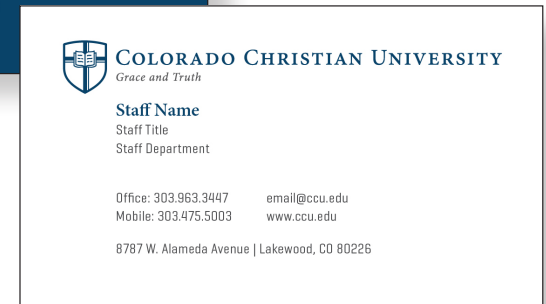 COLORADO CHRISTIAN UNIVERSITY
Grace and Truth
Staff Name
Staff Title
Staff Department
Office: 303.963.3447 email@ccu.edu
Mobile: 303.475.5003 www.ccu.edu
8787 W. Alameda Avenue | Lakewood, CO 80226